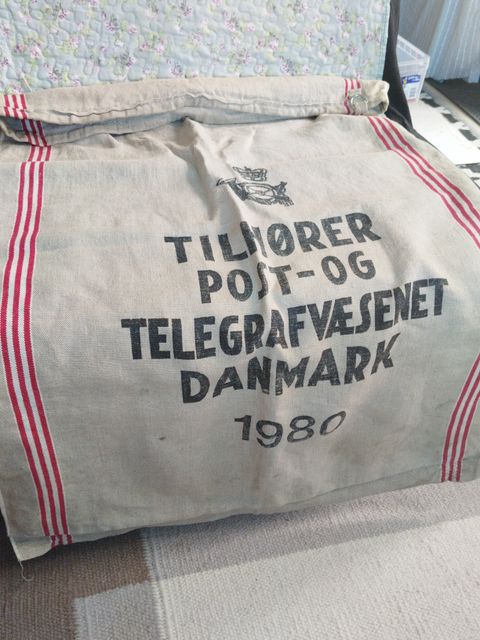 TILHØRER
POST-OG
TELEGRAFVÆSENET
DANMARK
1980